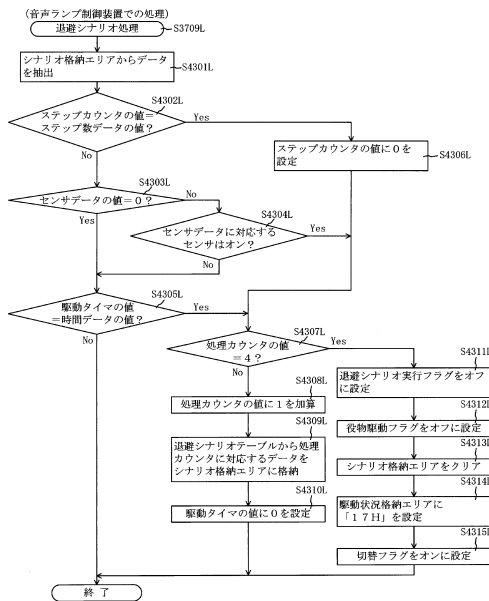 (音声ランプ制御装置での処理)
退避シナリオ処理
S3709L
シナリオ格納エリアからデータ
を抽出
S4301L
S4302L
ステップカウンタの値=
ステップ数データの値?
Yes
No
ステップカウンタの値に0を
設定
S4306L
S4303L
センサデータの値=0?
No
Yes
S4304L
センサデータに対応する
センサはオン?
Yes
No
S4305L
駆動タイマの値
=時間データの値?
Yes
No
S4307L
処理カウンタの値
=4?
Yes
No
S4308L
処理カウンタの値に1を加算
S4309L
退避シナリオテーブルから処理
カウンタに対応するデータを
シナリオ格納エリアに格納
S4310L
駆動タイマの値に0を設定
S4311L
退避シナリオ実行フラグをオフ
に設定
S4312L
役物駆動フラグをオフに設定
S4313L
シナリオ格納エリアをクリア
S4314L
駆動状況格納エリアに
「17H」を設定
S4315L
切替フラグをオンに設定
終了